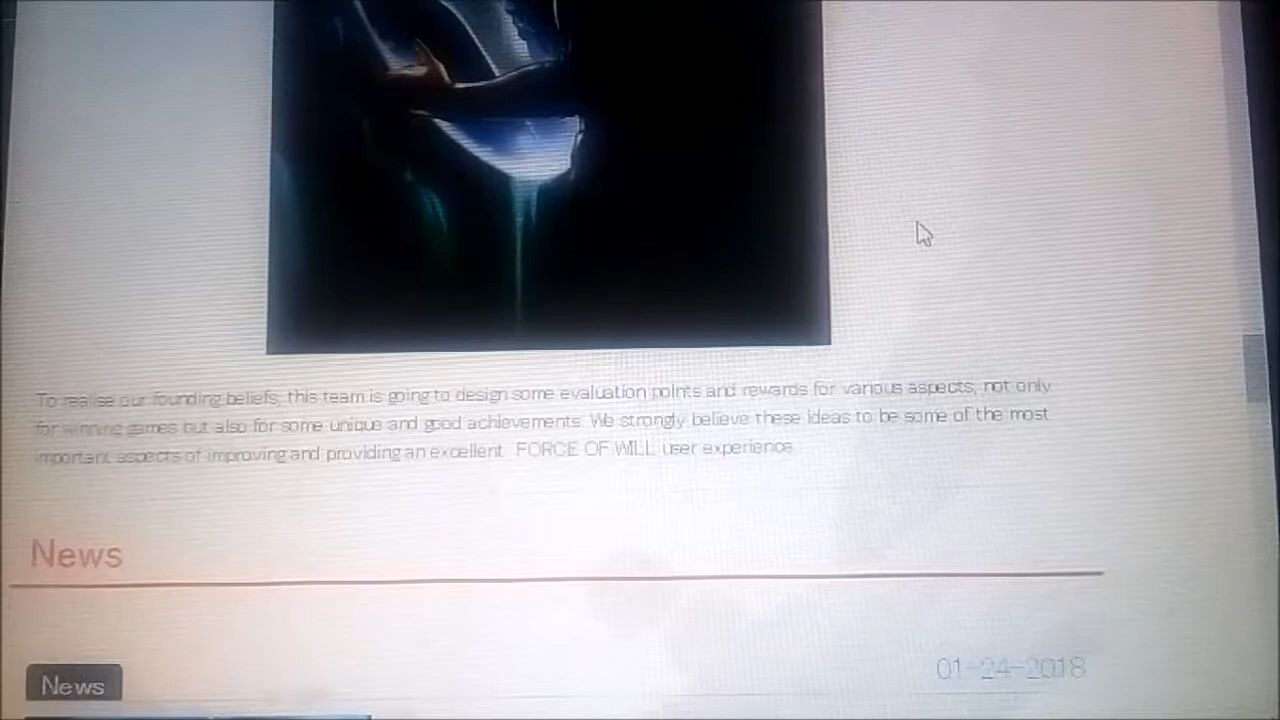 To realise our founding beliefs, this team is going to design some evaluation points and rewards for various aspects, not only
for winning games but also for some unique and good achievements. We strongly believe these ideas to be some of the most
important aspects of improving and providing an excellent FORCE OF WILL user experience.
News
News
01-24-2018